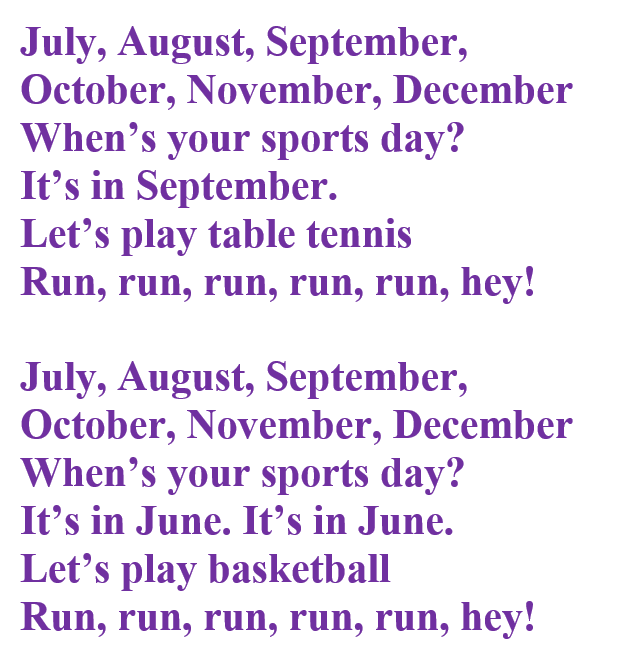 July, August, September,
October, November, December
When’s your sports day?
It’s in September.
Let’s play table tennis
Run, run, run, run, run, hey!

July, August, September,
October, November, December
When’s your sports day?
It’s in June. It’s in June.
Let’s play basketball
Run, run, run, run, run, hey!